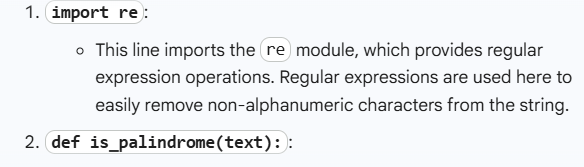 1. import re:
○ This line imports the re module, which provides regular
expression operations. Regular expressions are used here to
easily remove non-alphanumeric characters from the string.
2. def is_palindrome(text)::